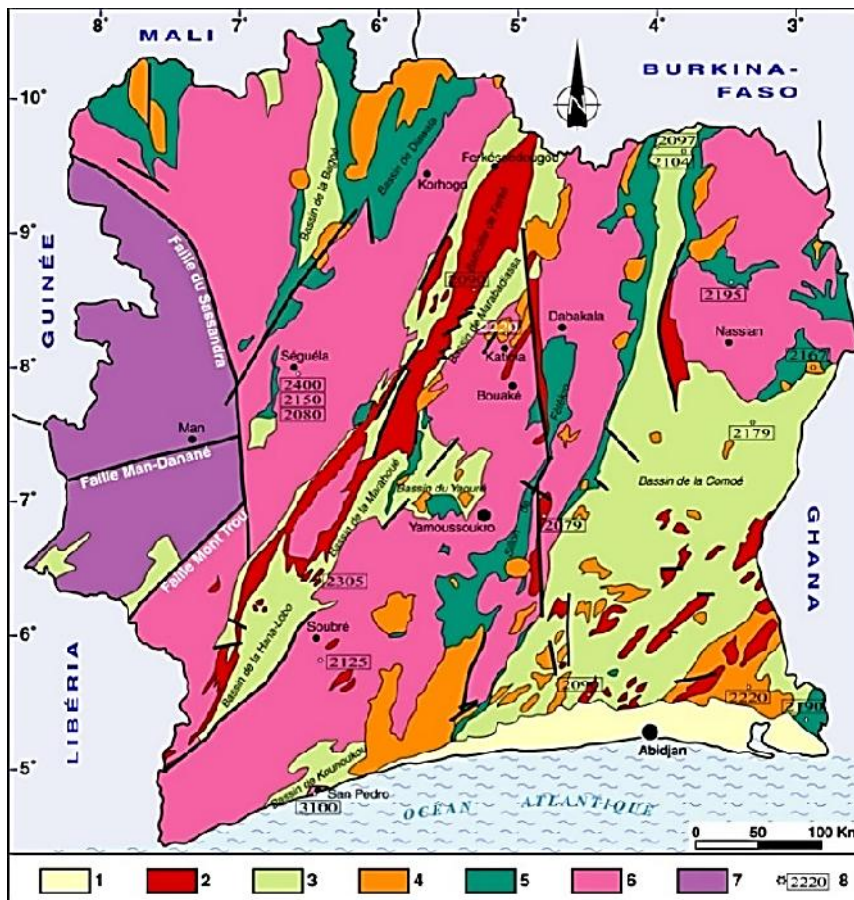 8° 7° 6° 5° 4° 3°
MALI
BURKINA-
FASO
10°
9°
8°
7°
6°
5°
GUINÉE
LIBÉRIA
GHANA
2097
2104
Ferkéssédougou
Korhogo
Bassin de la Bagoé
Faille du Sassandra
Bassin de Marabadiassa
2195
Nassian
Dabakala
Katiola
Bouaké
2167
Séguéla
2400
2150
2080
Man
Faille Man-Danané
2179
Bassin de la Comoé
Bassin du Yaouré
Bassin de la Marahoué
Yamoussoukro
2079
Faille Mont Trou
2305
Soubré
2125
Bassin de la Hana-Lobo
2220
2190
Abidjan
Bassin de Kounoukou
San Pedro
3100
OCÉAN ATLANTIQUE
0 50 100 Km
1 2 3 4 5 6 7 2220 8